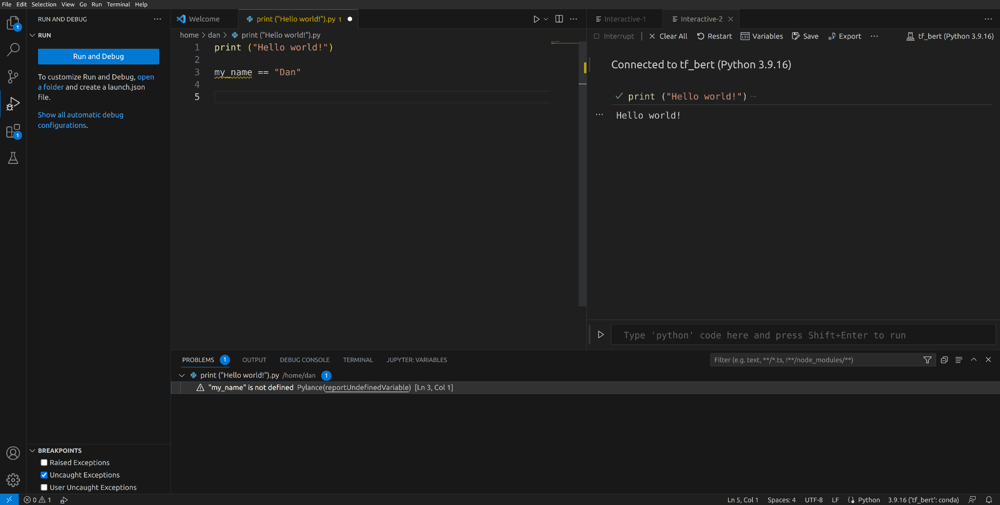 File Edit Selection View Go Run Terminal Help
RUN AND DEBUG
RUN
Run and Debug
To customize Run and Debug, open
a folder and create a launch.json
file.
Show all automatic debug
configurations.
1
1
BREAKPOINTS
Raised Exceptions
Uncaught Exceptions
User Uncaught Exceptions
Welcome
print ("Hello world!").py 1
home > dan > print ("Hello world!").py
1 print ("Hello world!")
2
3 my_name == "Dan"
4
5
Interactive-1
Interactive-2
Interrupt | Clear All Restart Variables Save Export ··· tf_bert (Python 3.9.16)
Connected to tf_bert (Python 3.9.16)
print ("Hello world!") ···
Hello world!
Type 'python' code here and press Shift+Enter to run
PROBLEMS 1 OUTPUT DEBUG CONSOLE TERMINAL JUPYTER: VARIABLES
Filter (e.g. text, **/*.ts, !**/node_modules/**)
print ("Hello world!").py /home/dan 1
"my_name" is not defined Pylance(reportUndefinedVariable) [Ln 3, Col 1]
0 1
Ln 5, Col 1 Spaces: 4 UTF-8 LF Python 3.9.16 ('tf_bert': conda)